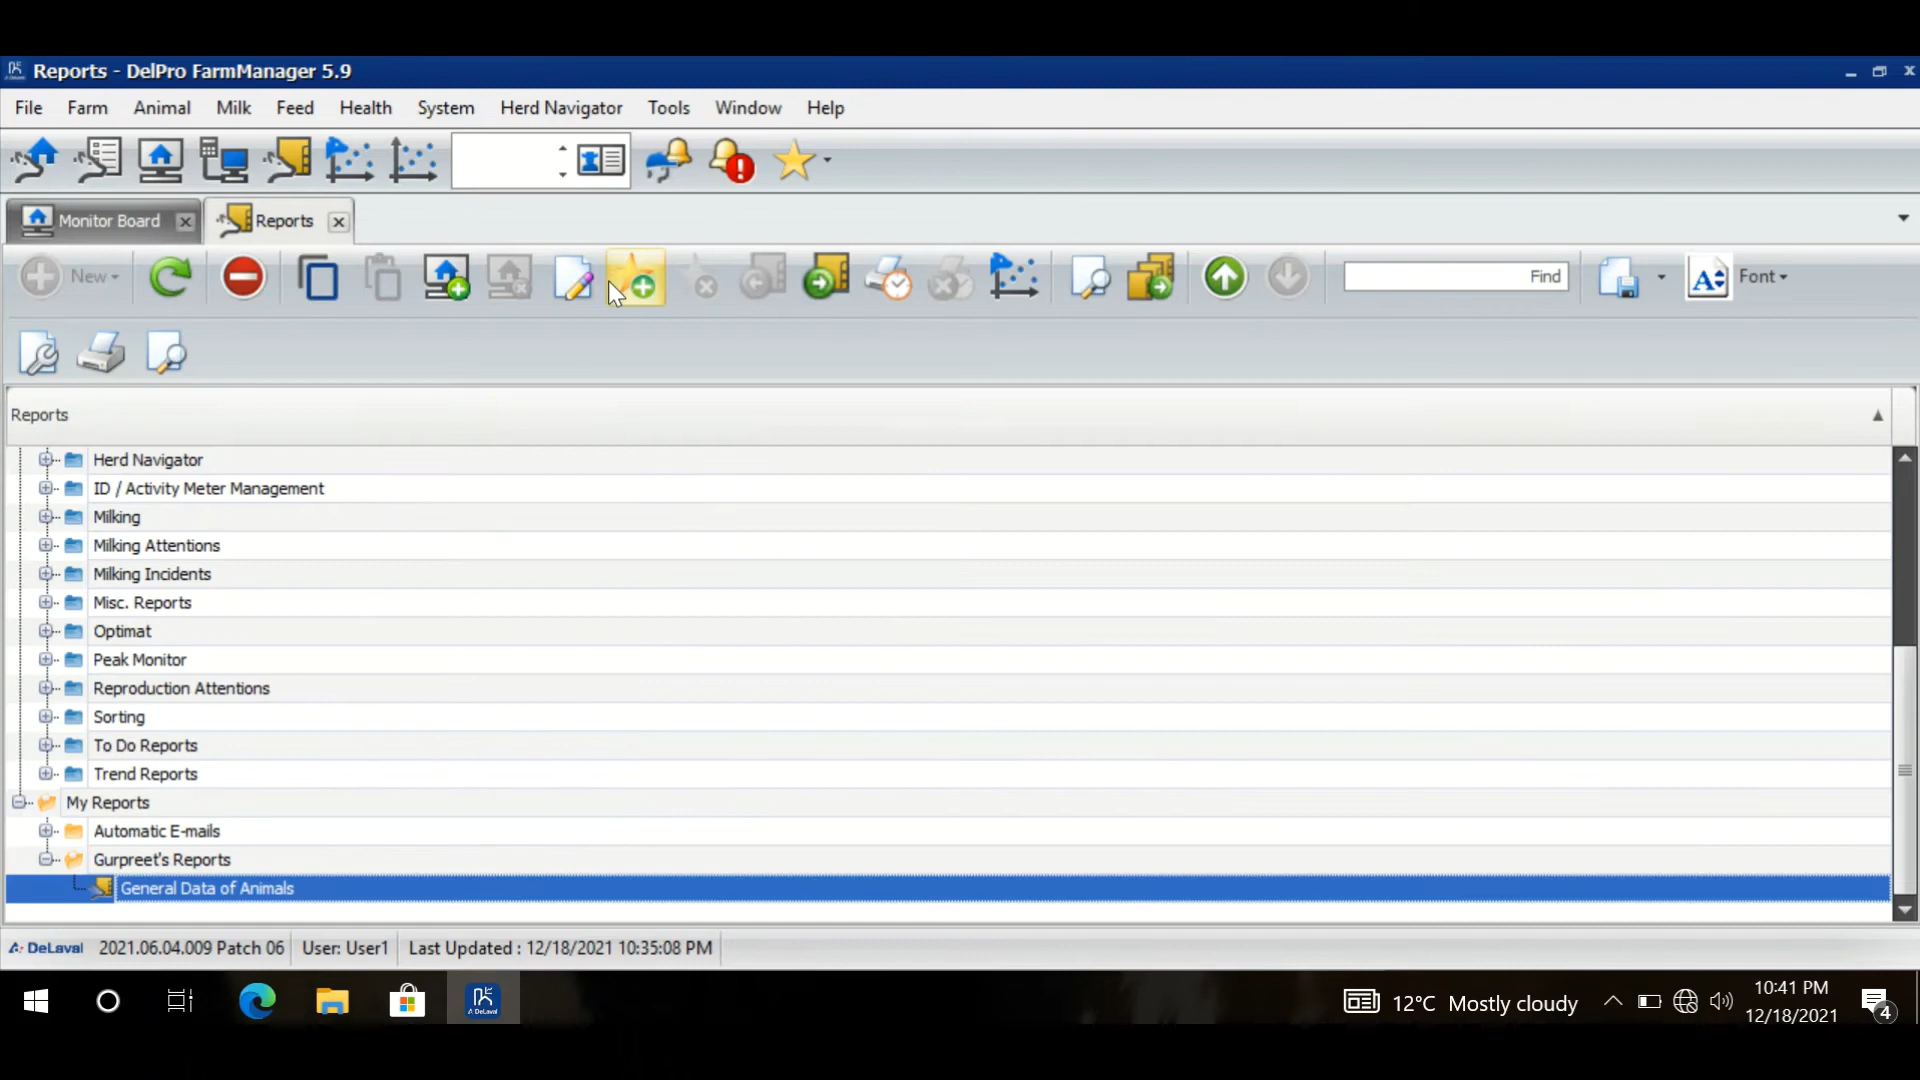 Reports - DelPro FarmManager 5.9
File Farm Animal Milk Feed Health System Herd Navigator Tools Window Help
Monitor Board Reports
New Find Font
Reports
Herd Navigator
ID / Activity Meter Management
Milking
Milking Attentions
Milking Incidents
Misc. Reports
Optimat
Peak Monitor
Reproduction Attentions
Sorting
To Do Reports
Trend Reports
My Reports
Automatic E-mails
Gurpreet's Reports
General Data of Animals
DeLaval 2021.06.04.009 Patch 06 User: User1 Last Updated : 12/18/2021 10:35:08 PM
DeLaval
12°C Mostly cloudy
10:41 PM
12/18/2021
4